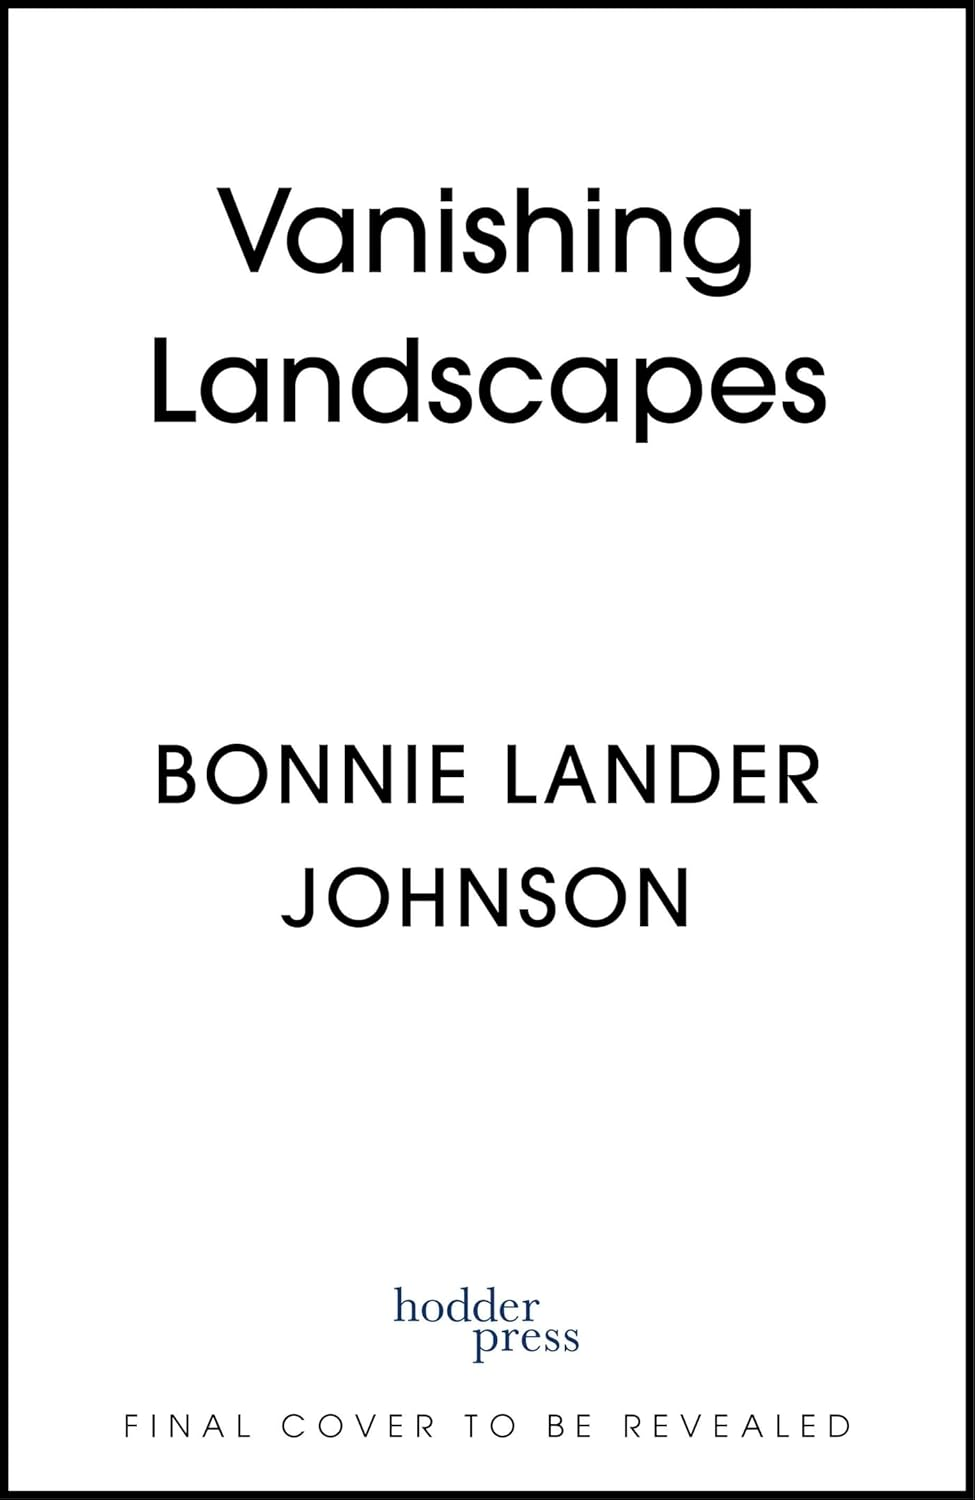 Vanishing
Landscapes
BONNIE LANDER
JOHNSON
hodder
press
FINAL COVER TO BE REVEALED